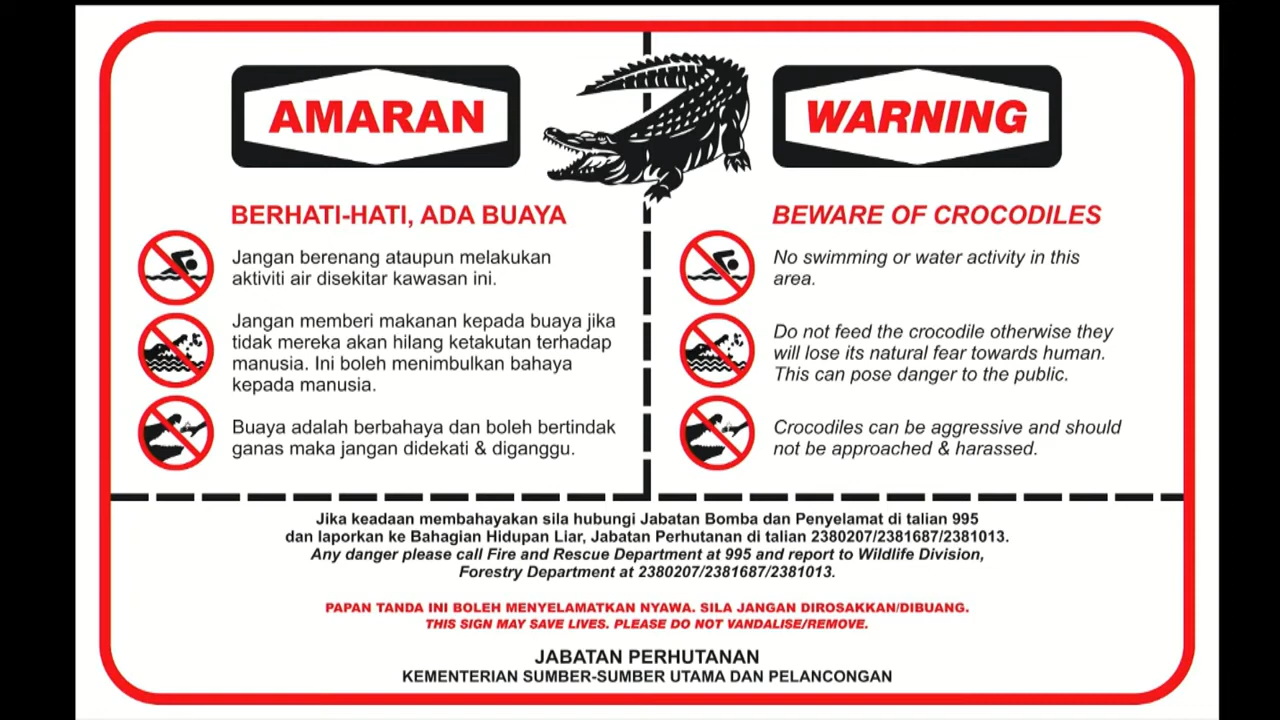 AMARAN
BERHATI-HATI, ADA BUAYA
Jangan berenang ataupun melakukan
aktiviti air disekitar kawasan ini.
Jangan memberi makanan kepada buaya jika
tidak mereka akan hilang ketakutan terhadap
manusia. Ini boleh menimbulkan bahaya
kepada manusia.
Buaya adalah berbahaya dan boleh bertindak
ganas maka jangan didekati & diganggu.
WARNING
BEWARE OF CROCODILES
No swimming or water activity in this
area.
Do not feed the crocodile otherwise they
will lose its natural fear towards human.
This can pose danger to the public.
Crocodiles can be aggressive and should
not be approached & harassed.
Jika keadaan membahayakan sila hubungi Jabatan Bomba dan Penyelamat di talian 995
dan laporkan ke Bahagian Hidupan Liar, Jabatan Perhutanan di talian 2380207/2381687/2381013.
Any danger please call Fire and Rescue Department at 995 and report to Wildlife Division,
Forestry Department at 2380207/2381687/2381013.
PAPAN TANDA INI BOLEH MENYELAMATKAN NYAWA. SILA JANGAN DIROSAKKAN/DIBUANG.
THIS SIGN MAY SAVE LIVES. PLEASE DO NOT VANDALISE/REMOVE.
JABATAN PERHUTANAN
KEMENTERIAN SUMBER-SUMBER UTAMA DAN PELANCONGAN